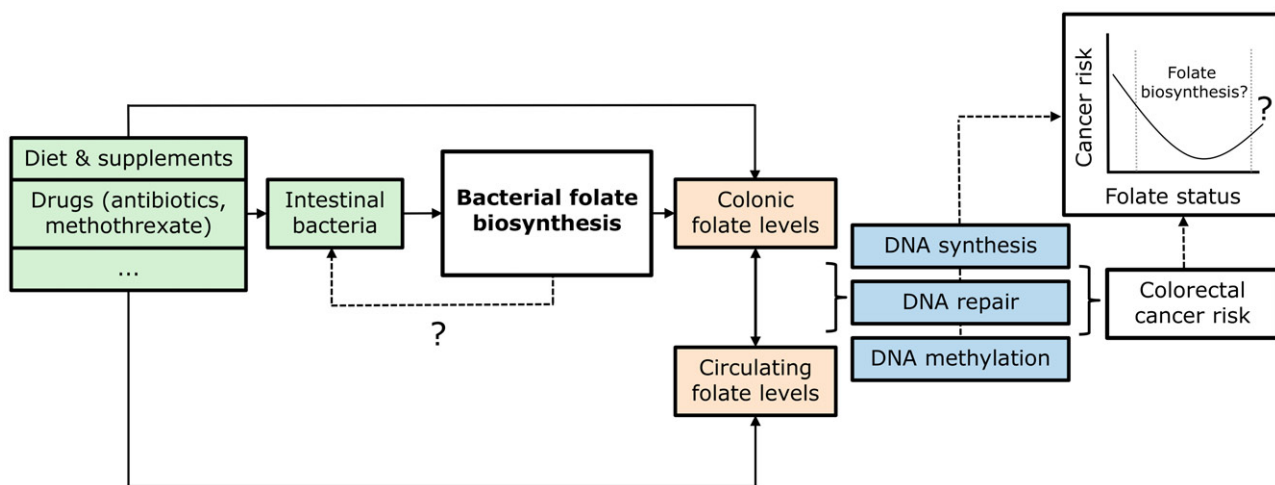 Diet & supplements
Drugs (antibiotics,
methothrexate)
...
Intestinal
bacteria
Bacterial folate
biosynthesis
?
Colonic
folate levels
Circulating
folate levels
DNA synthesis
DNA repair
DNA methylation
Colorectal
cancer risk
Cancer risk
Folate
biosynthesis?
?
Folate status